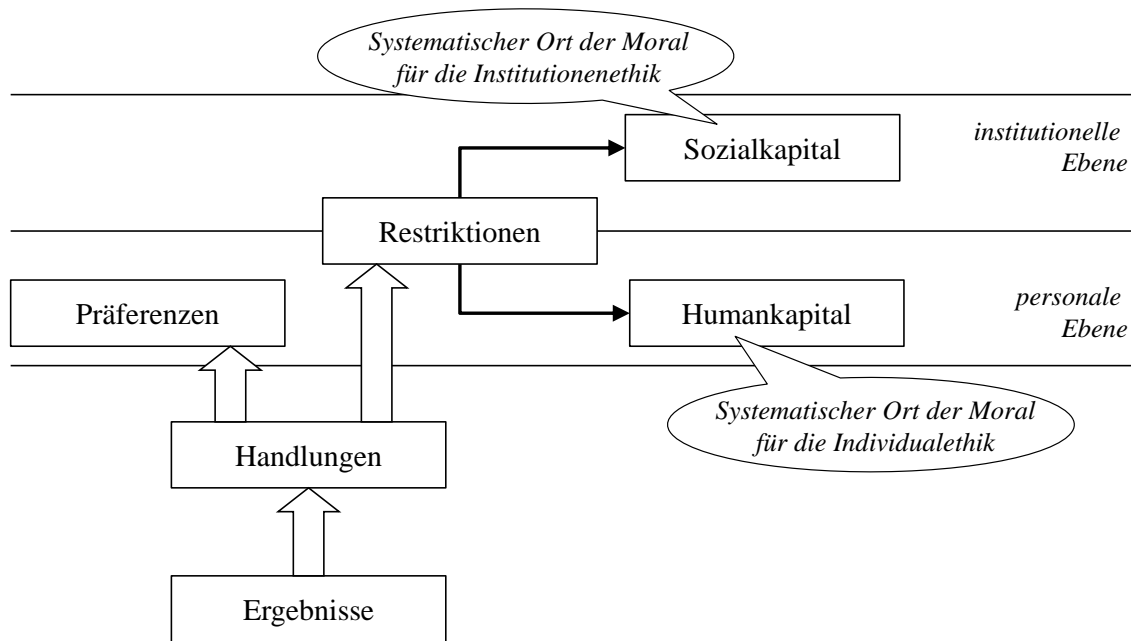 Systematischer Ort der Moral
für die Institutionenethik
Sozialkapital
institutionelle
Ebene
Restriktionen
Präferenzen
Humankapital
personale
Ebene
Systematischer Ort der Moral
für die Individualethik
Handlungen
Ergebnisse